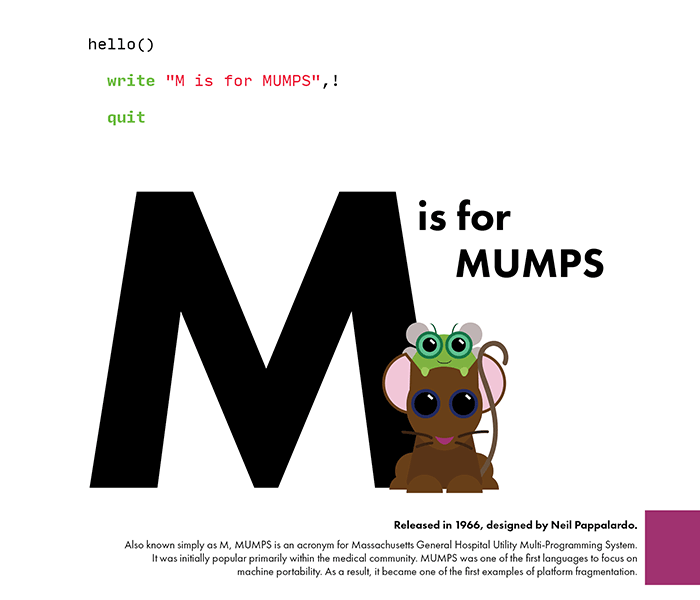 hello()
write "M is for MUMPS",!
quit
M is for
MUMPS
Released in 1966, designed by Neil Pappalardo.
Also known simply as M, MUMPS is an acronym for Massachusetts General Hospital Utility Multi-Programming System.
It was initially popular primarily within the medical community. MUMPS was one of the first languages to focus on
machine portability. As a result, it became one of the first examples of platform fragmentation.